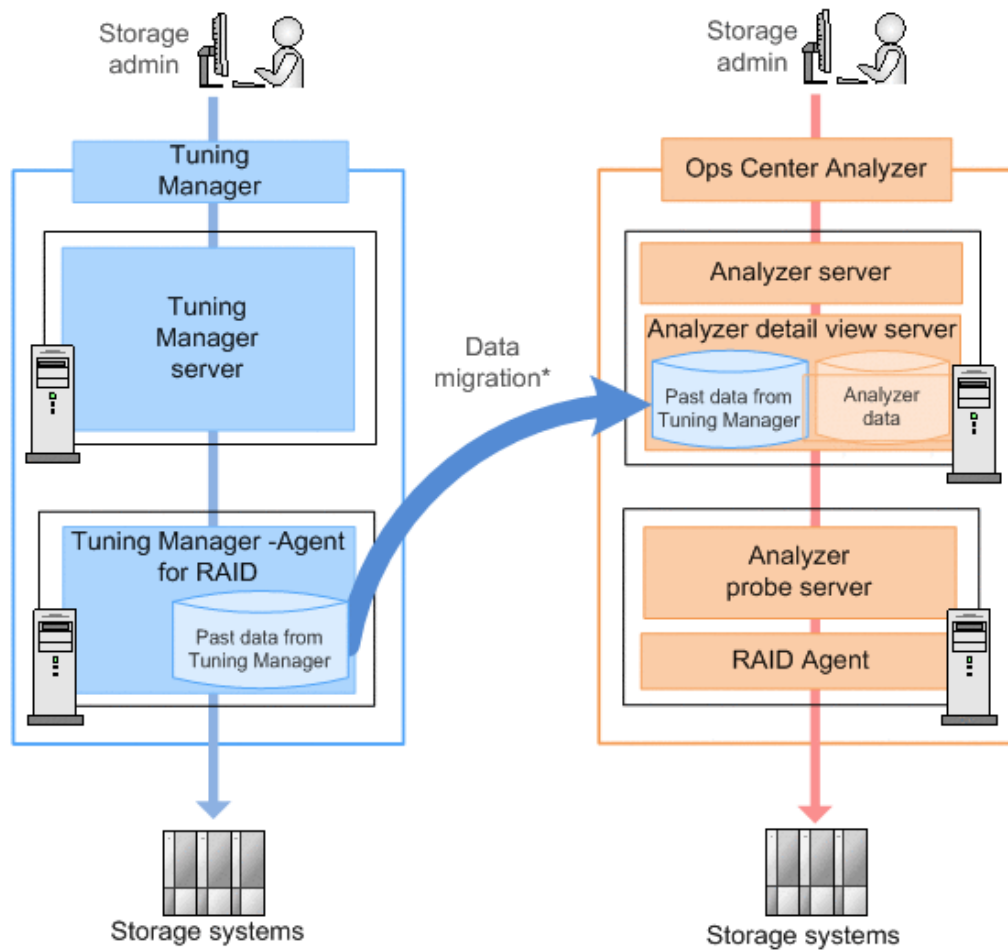 Storage
admin
Tuning
Manager
Tuning
Manager
server
Tuning Manager -Agent
for RAID
Past data from
Tuning Manager
Storage systems
Data
migration*
Storage
admin
Ops Center Analyzer
Analyzer server
Analyzer detail view server
Past data from
Tuning Manager
Analyzer
data
Analyzer
probe server
RAID Agent
Storage systems